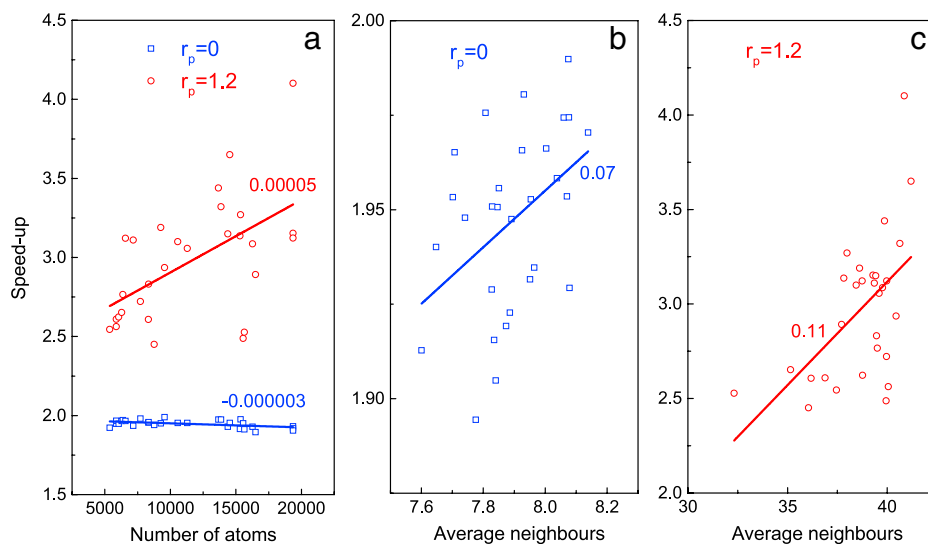 a
r_p=0
r_p=1.2
0.00005
-0.000003
Speed-up
4.5
4.0
3.5
3.0
2.5
2.0
1.5
5000 10000 15000 20000
Number of atoms
b
r_p=0
0.07
2.00
1.95
1.90
7.6 7.8 8.0 8.2
Average neighbours
c
r_p=1.2
0.11
4.5
4.0
3.5
3.0
2.5
2.0
30 35 40
Average neighbours